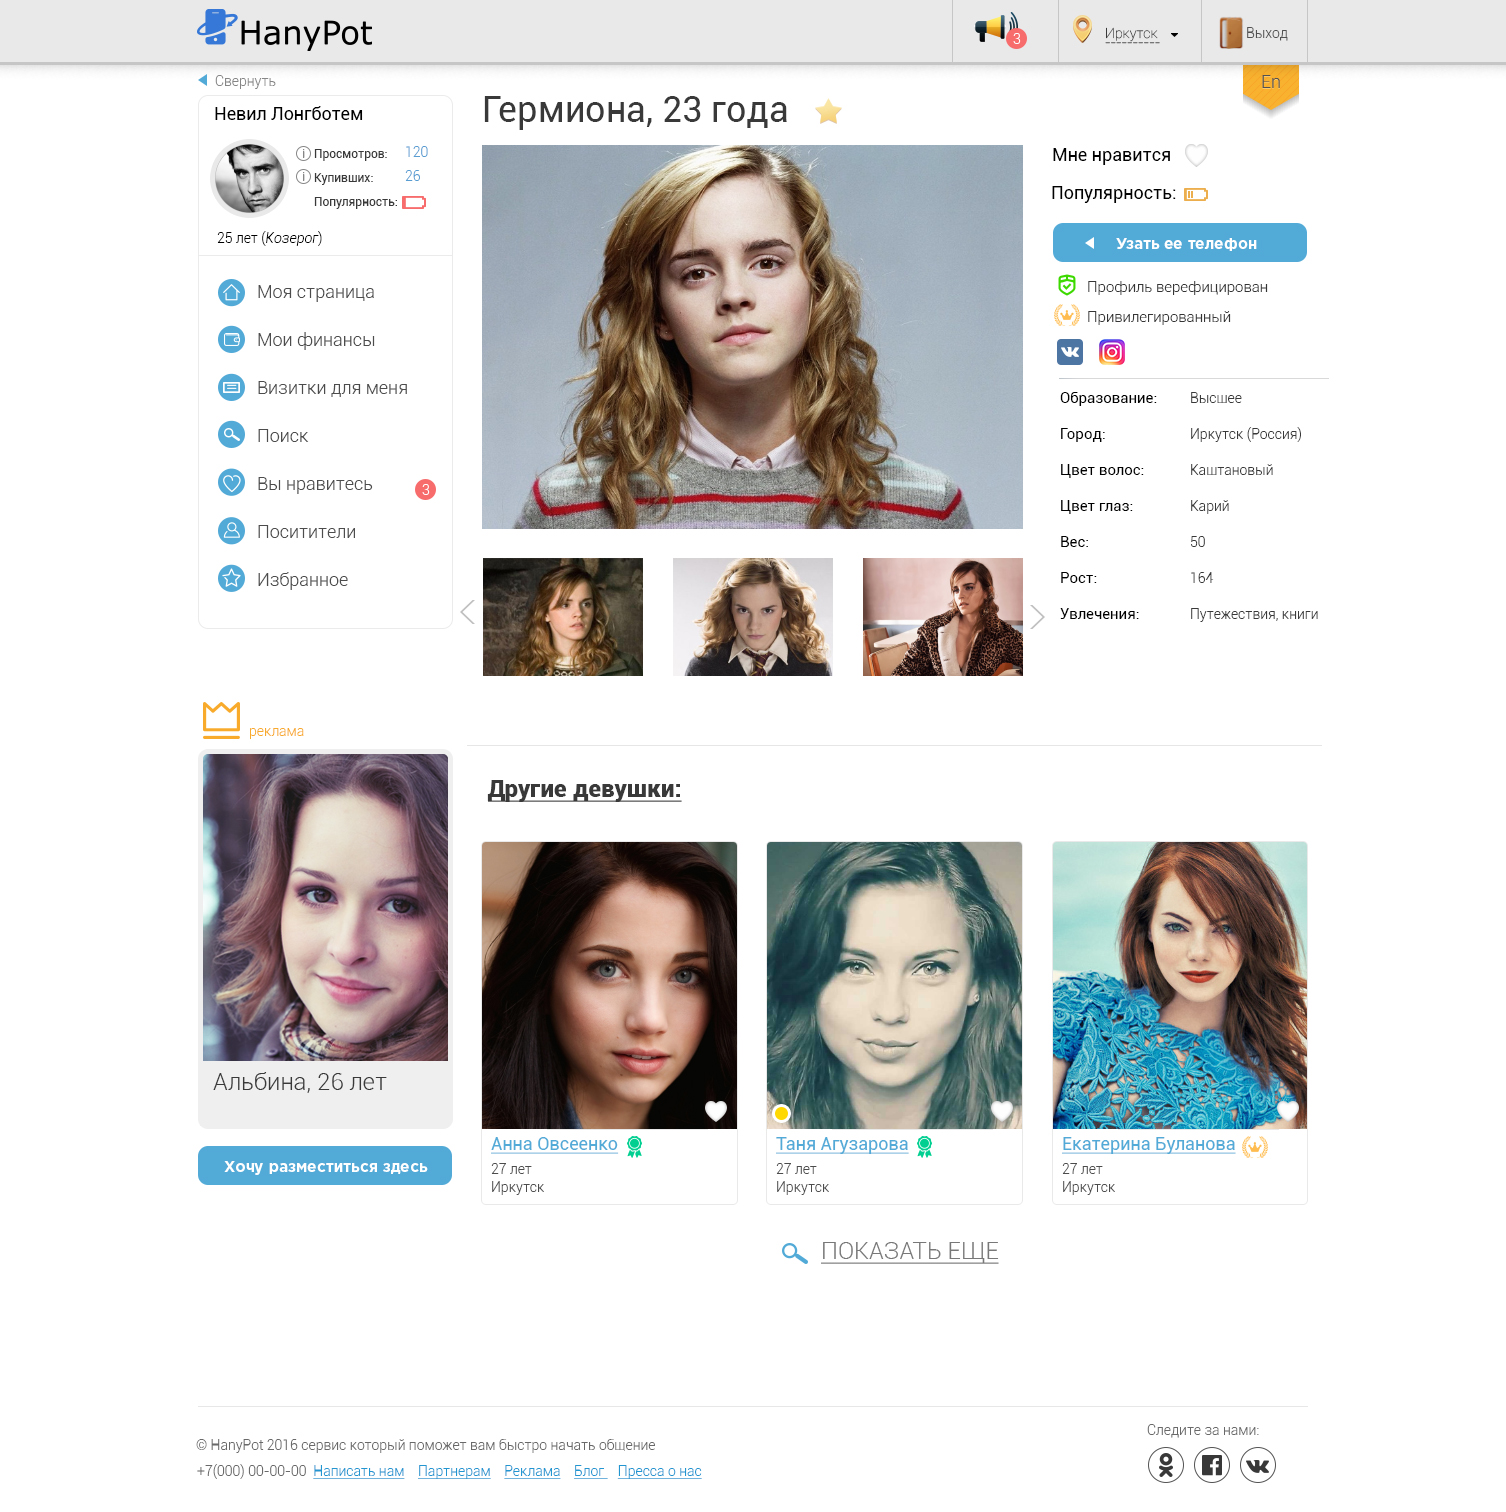 HanyPot
3
Иркутск
Выход
Свернуть
En
Невил Лонгботем
Просмотров: 120
Купивших: 26
Популярность:
25 лет (Козерог)
Моя страница
Мои финансы
Визитки для меня
Поиск
Вы нравитесь 3
Поситители
Избранное
Гермиона, 23 года
Мне нравится
Популярность:
Узать ее телефон
Профиль верефицирован
Привилегированный
Образование: Высшее
Город: Иркутск (Россия)
Цвет волос: Каштановый
Цвет глаз: Карий
Вес: 50
Рост: 164
Увлечения: Путежествия, книги
реклама
Альбина, 26 лет
Хочу разместиться здесь
Другие девушки:
Анна Овсеенко
27 лет
Иркутск
Таня Агузарова
27 лет
Иркутск
Екатерина Буланова
27 лет
Иркутск
ПОКАЗАТЬ ЕЩЕ
© HanyPot 2016 сервис который поможет вам быстро начать общение
+7(000) 00-00-00 Написать нам Партнерам Реклама Блог Пресса о нас
Следите за нами: